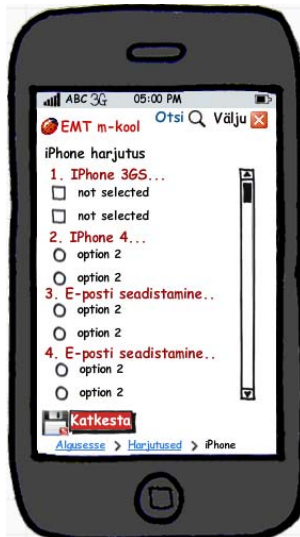 ABC 3G 05:00 PM
EMT m-kool Otsi Välju
iPhone harjutus
1. IPhone 3GS...
not selected
not selected
2. IPhone 4...
option 2
option 2
3. E-posti seadistamine..
option 2
option 2
4. E-posti seadistamine..
option 2
option 2
Katkesta
Algusesse > Harjutused > iPhone